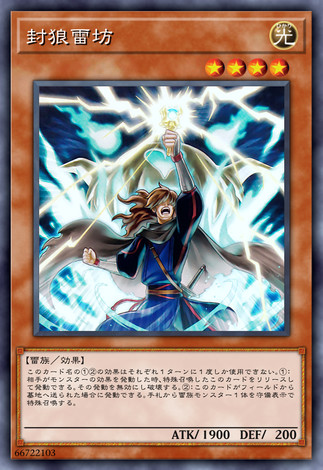 封狼雷坊
光
【雷族／効果】
このカード名の①②の効果はそれぞれ１ターンに１度しか使用できない。①：
相手がモンスターの効果を発動した時、特殊召喚したこのカードをリリースし
て発動できる。その発動を無効にし破壊する。②：このカードがフィールドから
墓地へ送られた場合に発動できる。手札から雷族モンスター１体を守備表示で
特殊召喚する。
ATK/ 1900 DEF/ 200
66722103